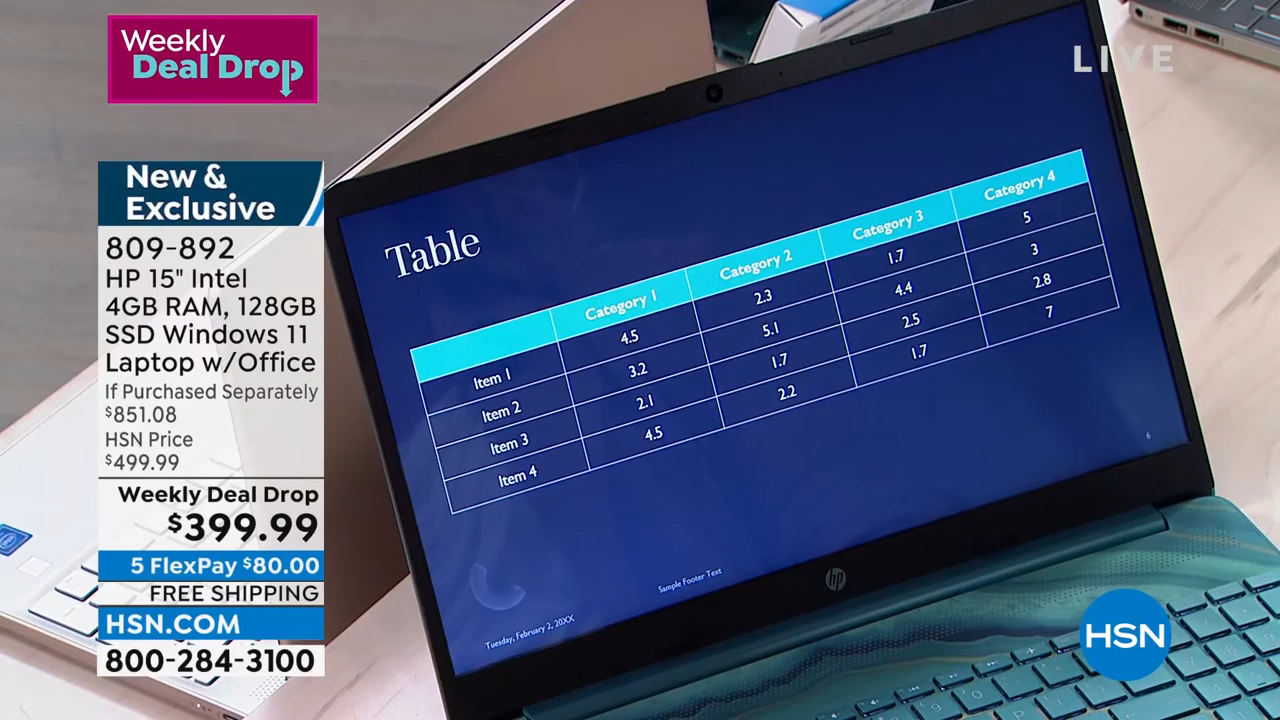 Weekly
Deal Drop
LIVE
New &
Exclusive
809-892
HP 15" Intel
4GB RAM, 128GB
SSD Windows 11
Laptop w/Office
If Purchased Separately
$851.08
HSN Price
$499.99
Weekly Deal Drop
$399.99
5 FlexPay $80.00
FREE SHIPPING
HSN.COM
800-284-3100
Table
Category 1 Category 2 Category 3 Category 4
Item 1 4.5 2.3 1.7 5
Item 2 3.2 5.1 4.4 3
Item 3 2.1 1.7 2.5 2.8
Item 4 4.5 2.2 1.7 7
Tuesday, February 2, 20XX Sample Footer Text 6
hp
HSN